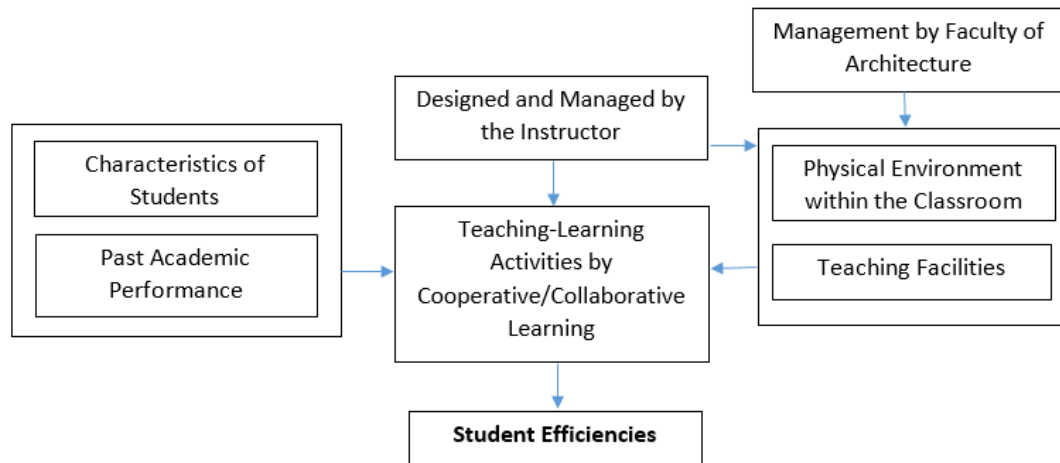 Management by Faculty of
Architecture
Designed and Managed by
the Instructor
Characteristics of
Students
Past Academic
Performance
Teaching-Learning
Activities by
Cooperative/Collaborative
Learning
Physical Environment
within the Classroom
Teaching Facilities
Student Efficiencies